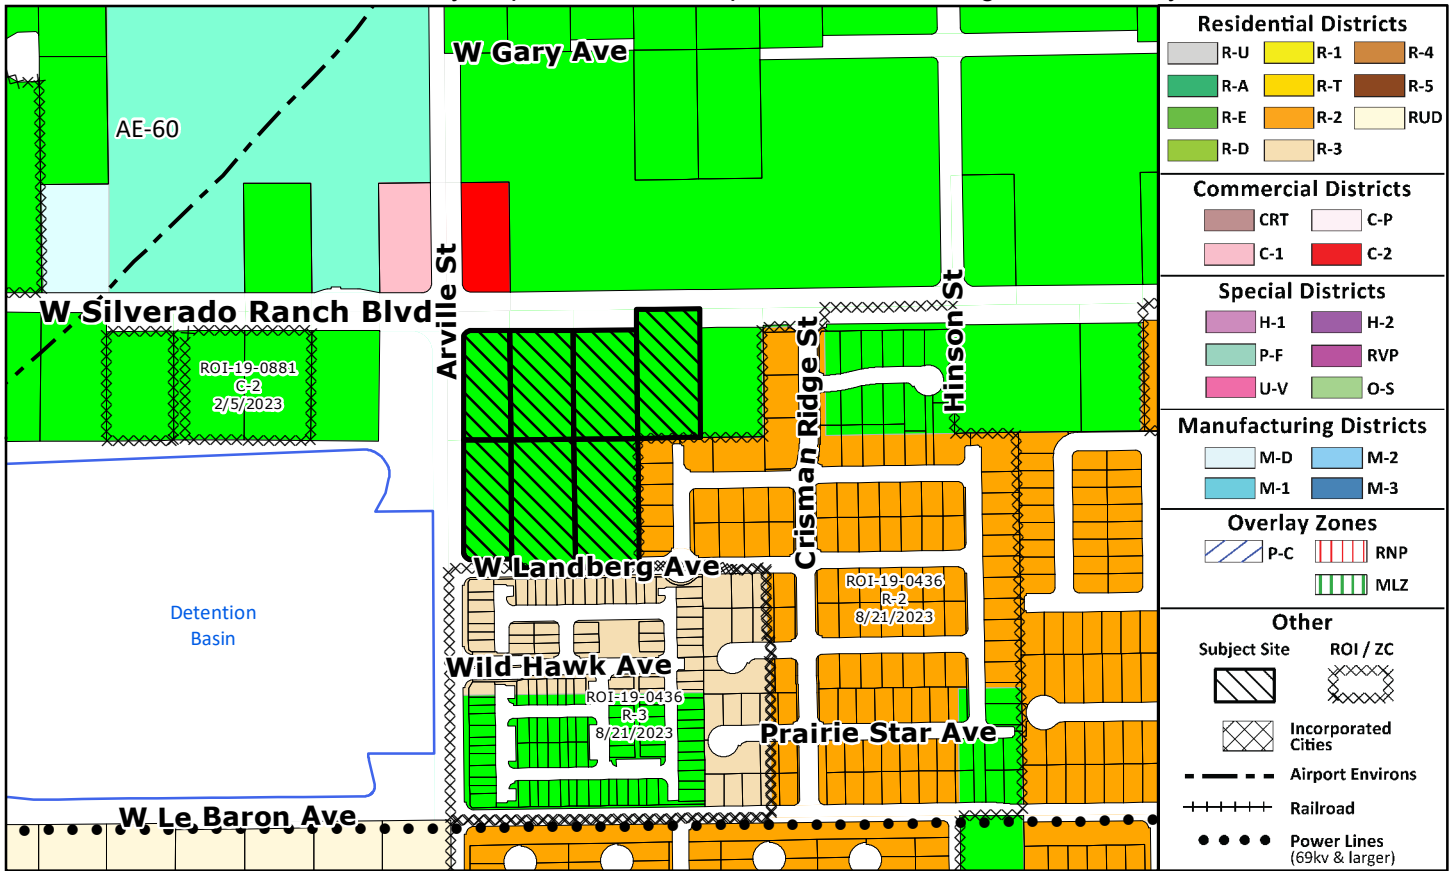 W Gary Ave
AE-60
Arville St
W Silverado Ranch Blvd
Hinson St
Crisman Ridge St
ROI-19-0881
C-2
2/5/2023
W Landberg Ave
ROI-19-0436
R-2
8/21/2023
Detention
Basin
Wild Hawk Ave
ROI-19-0436
R-3
8/21/2023
Prairie Star Ave
W Le Baron Ave
Residential Districts
R-U R-1 R-4
R-A R-T R-5
R-E R-2 RUD
R-D R-3
Commercial Districts
CRT C-P
C-1 C-2
Special Districts
H-1 H-2
P-F RVP
U-V O-S
Manufacturing Districts
M-D M-2
M-1 M-3
Overlay Zones
P-C RNP
MLZ
Other
Subject Site ROI / ZC
Incorporated
Cities
Airport Environs
Railroad
Power Lines
(69kv & larger)